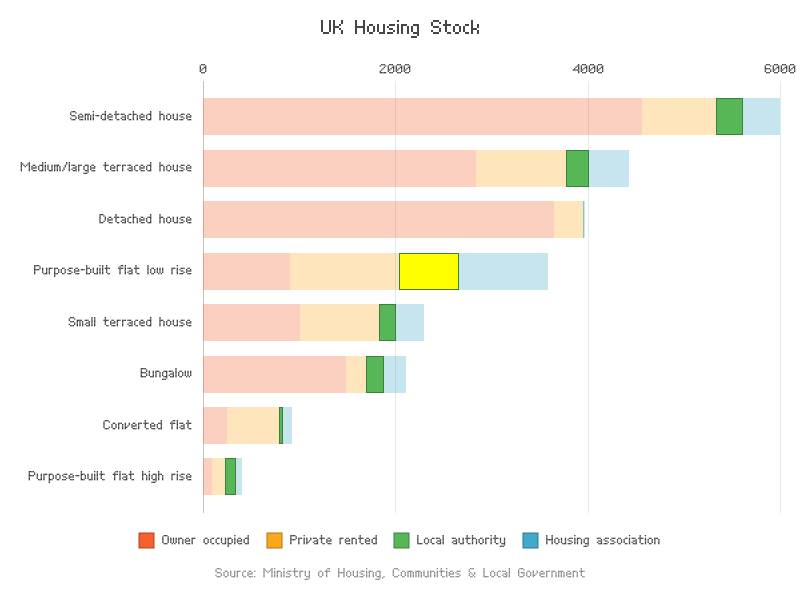 UK Housing Stock
0 2000 4000 6000
Semi-detached house
Medium/large terraced house
Detached house
Purpose-built flat low rise
Small terraced house
Bungalow
Converted flat
Purpose-built flat high rise
Owner occupied Private rented Local authority Housing association
Source: Ministry of Housing, Communities & Local Government